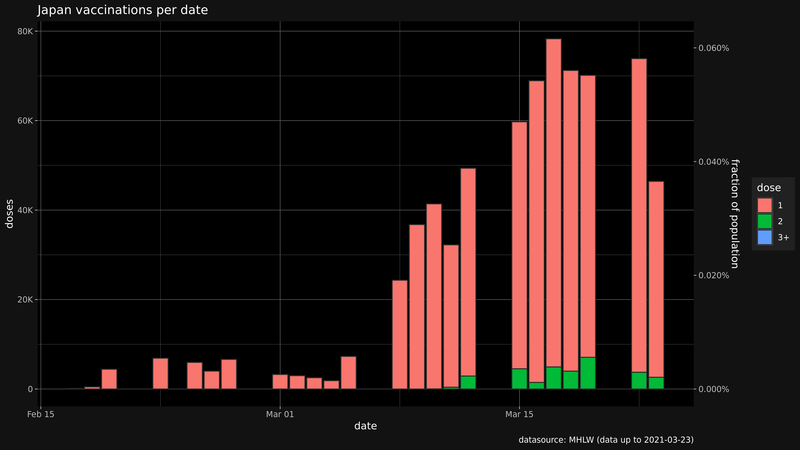 Japan vaccinations per date
80K
60K
40K
20K
0
doses
0.060%
0.040%
0.020%
0.000%
fraction of population
dose
1
2
3+
Feb 15
Mar 01
Mar 15
date
datasource: MHLW (data up to 2021-03-23)